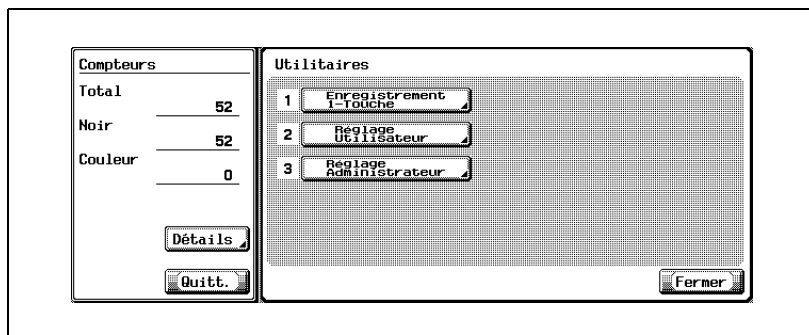 Compteurs
Total
52
Noir
52
Couleur
0
Détails
Quitt.
Utilitaires
1 Enregistrement
1-Touche
2 Réglage
Utilisateur
3 Réglage
Administrateur
Fermer